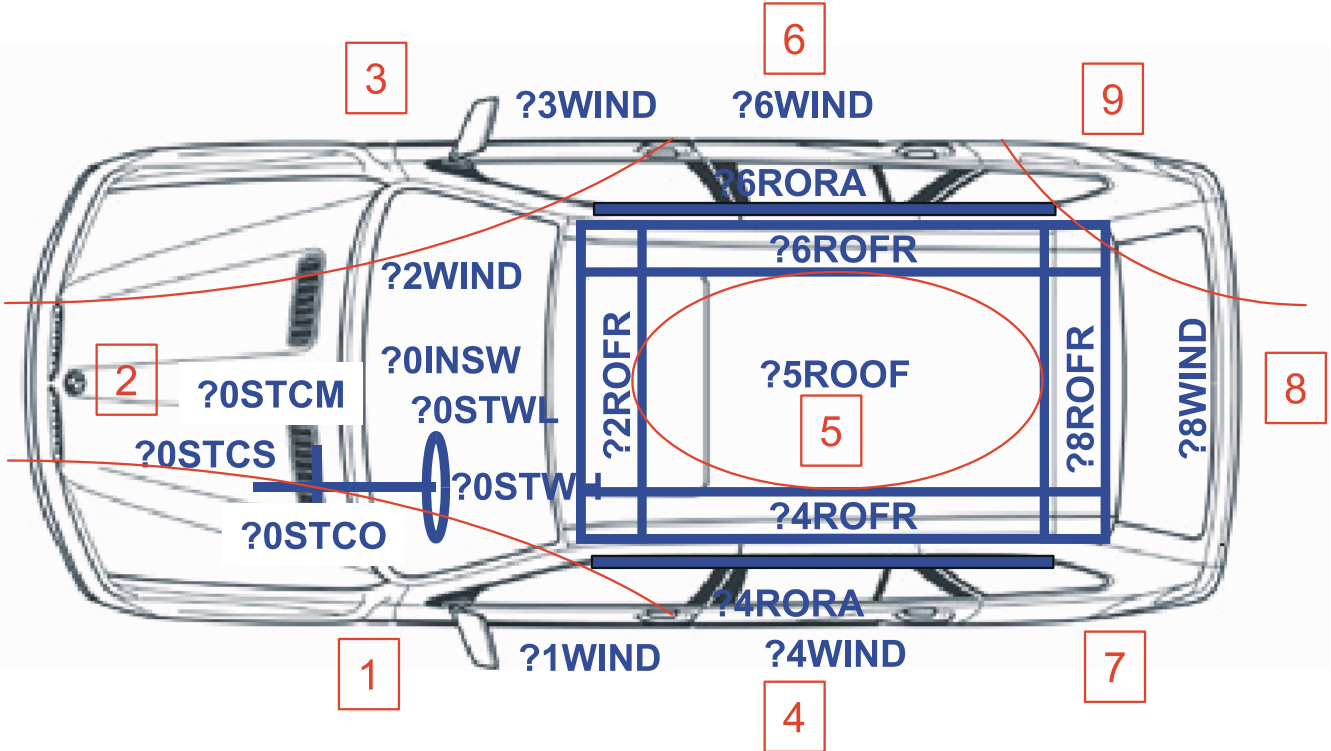 6
3
9
?3WIND
?6WIND
?6RORA
?6ROFR
?2WIND
?0INSW
2
?0STCM
?0STWL
?2ROFR
?5ROOF
5
?8ROFR
?8WIND
8
?0STCS
?0STWH
?0STCO
?4ROFR
?4RORA
?1WIND
?4WIND
1
7
4